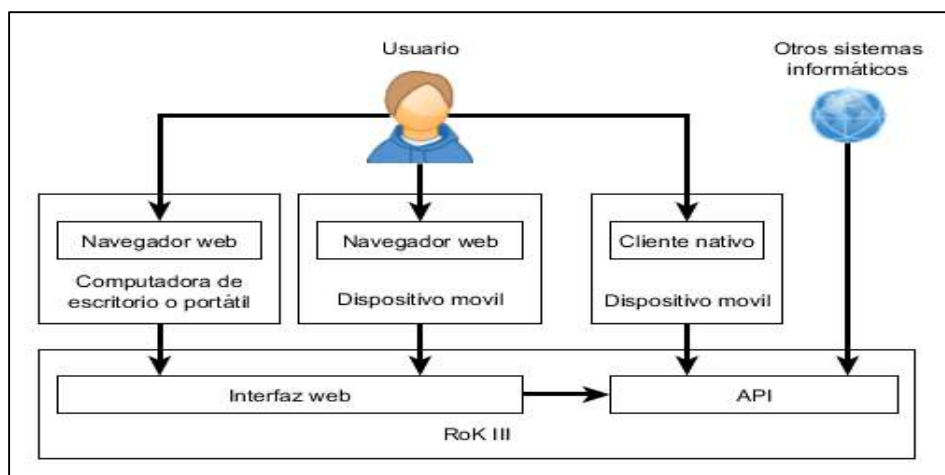 Usuario
Otros sistemas
informáticos
Navegador web
Computadora de
escritorio o portátil
Navegador web
Dispositivo movil
Cliente nativo
Dispositivo movil
Interfaz web
API
RoK III